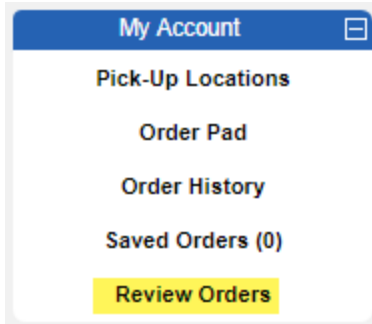 My Account
Pick-Up Locations
Order Pad
Order History
Saved Orders (0)
Review Orders